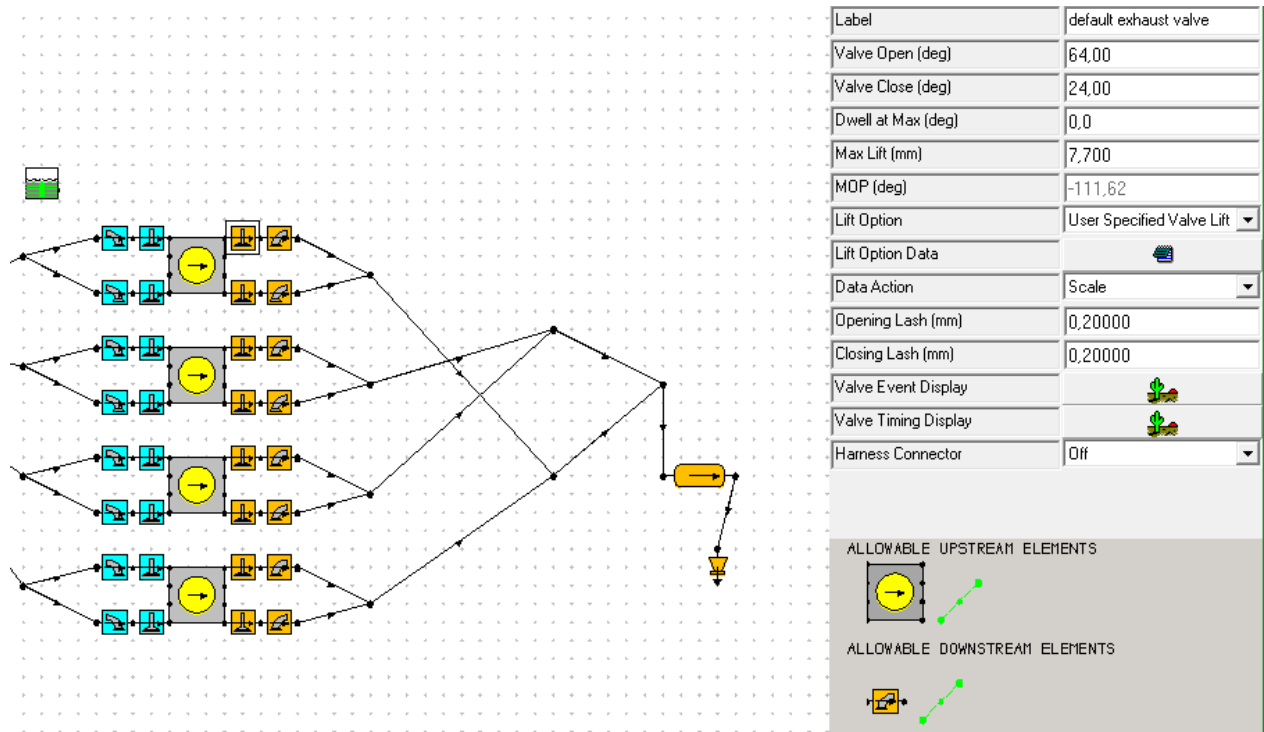 Label default exhaust valve
Valve Open (deg) 64,00
Valve Close (deg) 24,00
Dwell at Max (deg) 0,0
Max Lift (mm) 7,700
MOP (deg) -111,62
Lift Option User Specified Valve Lift
Lift Option Data
Data Action Scale
Opening Lash (mm) 0,20000
Closing Lash (mm) 0,20000
Valve Event Display
Valve Timing Display
Harness Connector Off
ALLOWABLE UPSTREAM ELEMENTS
ALLOWABLE DOWNSTREAM ELEMENTS